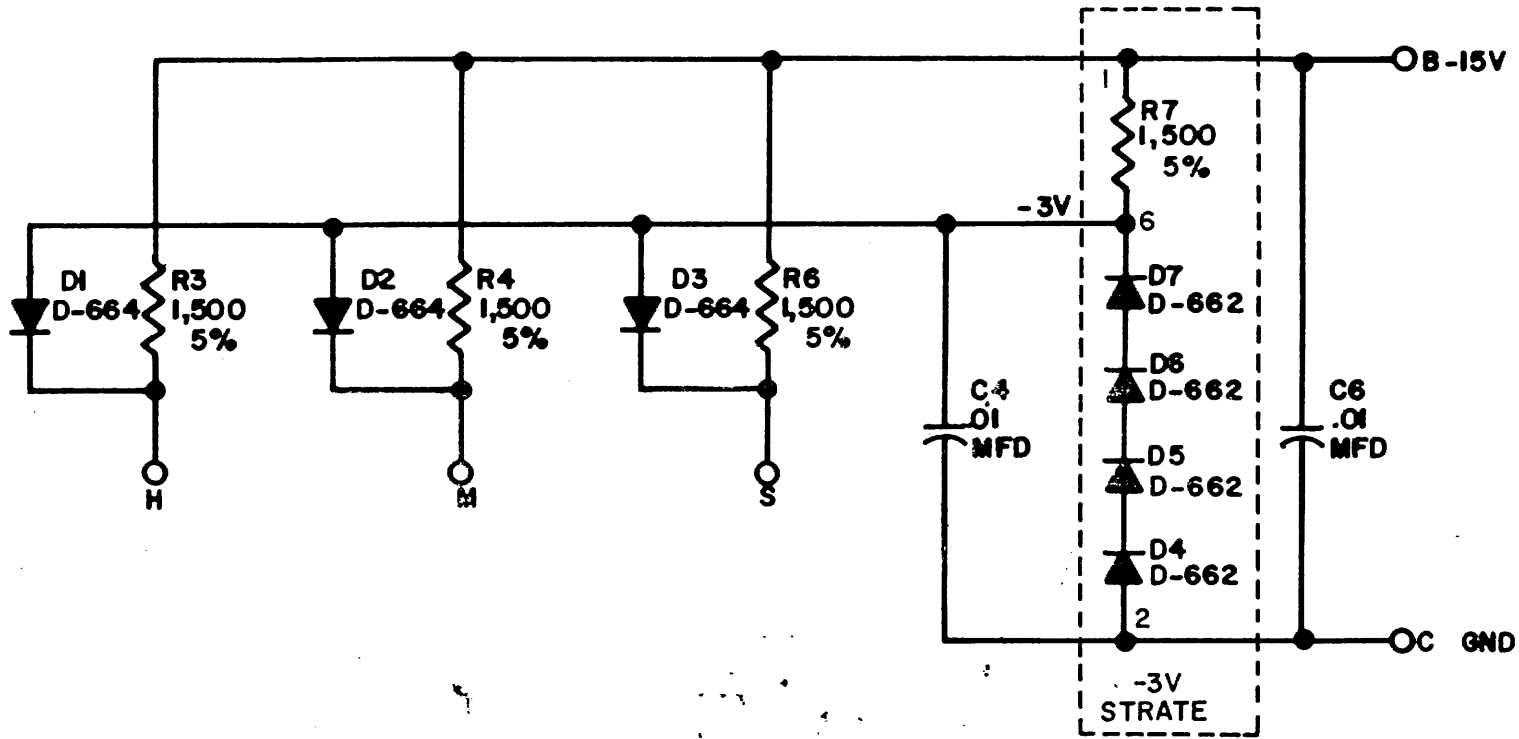 B -15V
1
R7
1,500
5%
-3V
6
D1
D-664
R3
1,500
5%
D2
D-664
R4
1,500
5%
D3
D-664
R6
1,500
5%
D7
D-662
D6
D-662
C4
.01
MFD
C6
.01
MFD
D5
D-662
H
M
S
D4
D-662
2
C GND
-3V
STRATE